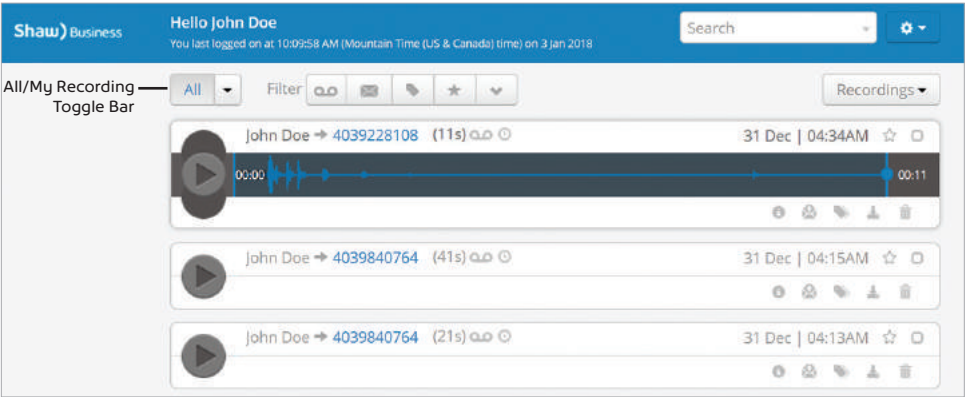 Shaw) Business
Hello John Doe
You last logged on at 10:09:58 AM (Mountain Time (US & Canada) time) on 3 Jan 2018
Search
All/My Recording
Toggle Bar
All
Filter
Recordings
John Doe → 4039228108 (11s)
31 Dec | 04:34AM
00:00
00:11
John Doe → 4039840764 (41s)
31 Dec | 04:15AM
John Doe → 4039840764 (21s)
31 Dec | 04:13AM